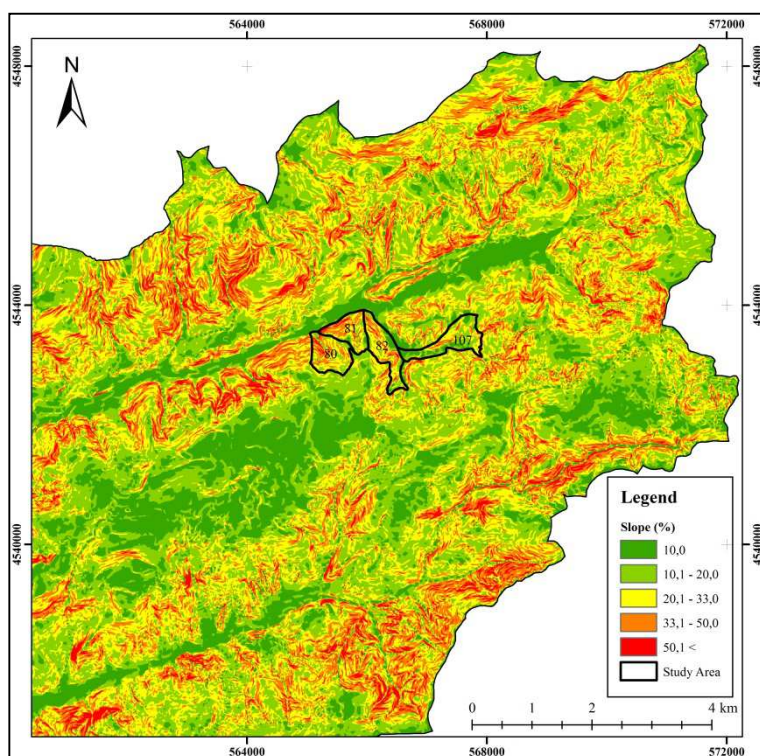 564000 568000 572000
4548000 4548000
N
4544000 4544000
81
80
82
107
Legend
Slope (%)
10,0
10,1 - 20,0
20,1 - 33,0
33,1 - 50,0
50,1 <
Study Area
4540000 4540000
0 1 2 4 km
564000 568000 572000